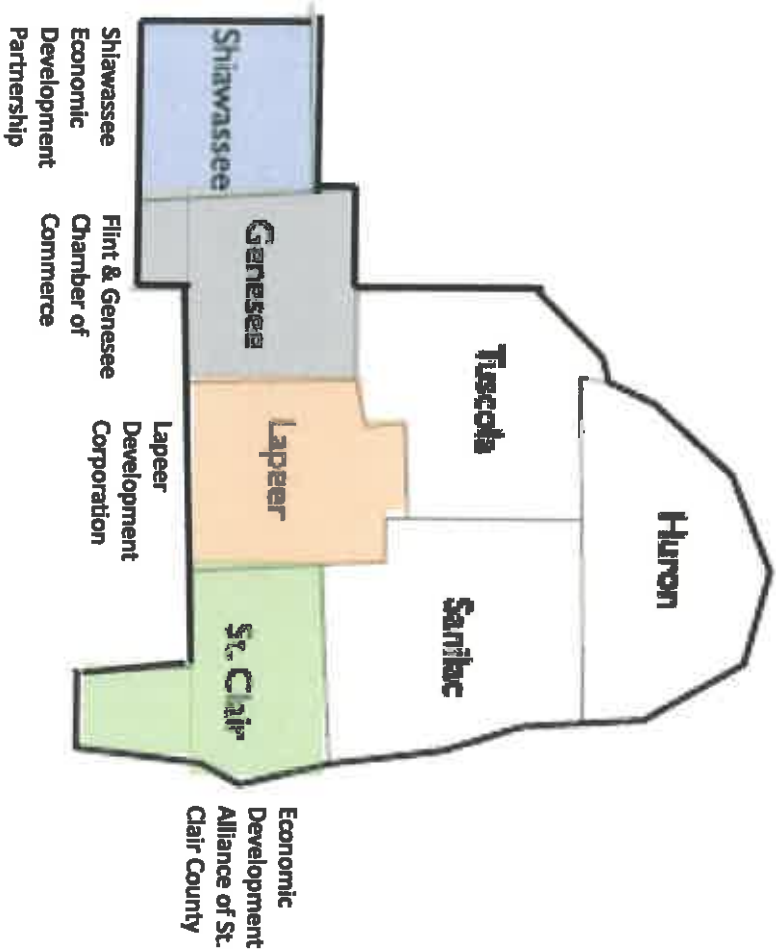 Huron
Tuscola
Sanilac
Shiawassee
Genesee
Lapeer
St. Clair
Shiawassee
Economic
Development
Partnership
Flint & Genesee
Chamber of
Commerce
Lapeer
Development
Corporation
Economic
Development
Alliance of St.
Clair County